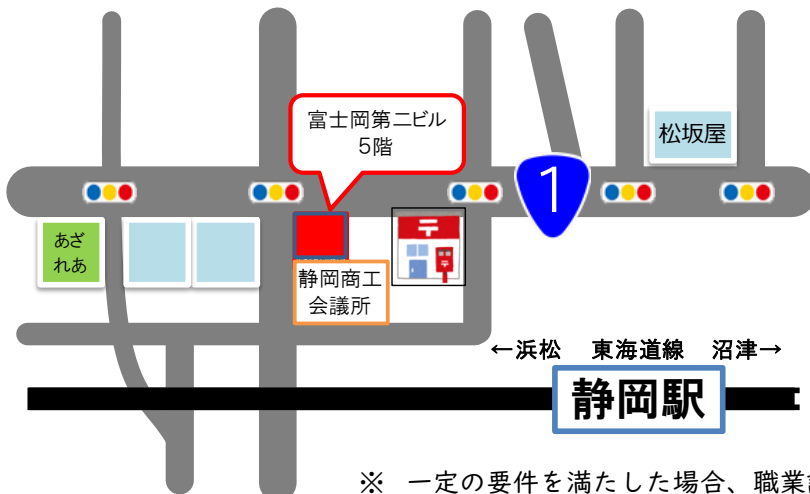 富士岡第二ビル
5階
松坂屋
1
あざ
れあ
静岡商工
会議所
←浜松 東海道線 沼津→
静岡駅
※ 一定の要件を満たした場合、職業